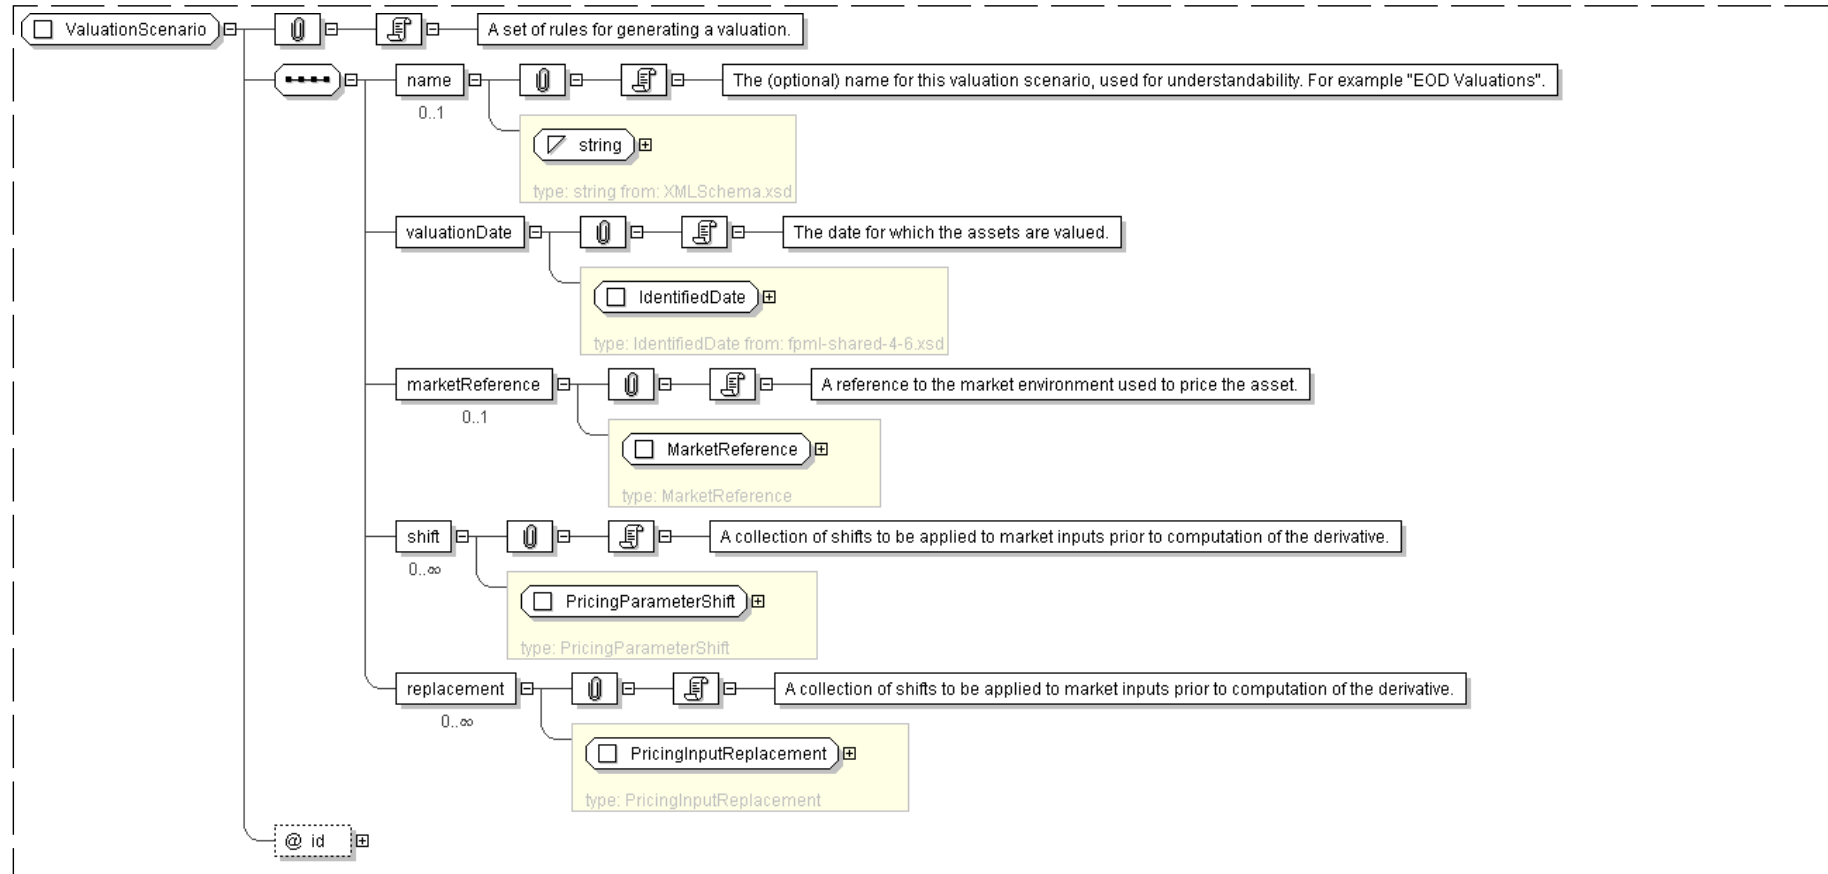 ValuationScenario A set of rules for generating a valuation.
name The (optional) name for this valuation scenario, used for understandability. For example "EOD Valuations".
0..1
string
type: string from: XMLSchema.xsd
valuationDate The date for which the assets are valued.
IdentifiedDate
type: IdentifiedDate from: fpml-shared-4-6.xsd
marketReference A reference to the market environment used to price the asset.
0..1
MarketReference
type: MarketReference
shift A collection of shifts to be applied to market inputs prior to computation of the derivative.
0..∞
PricingParameterShift
type: PricingParameterShift
replacement A collection of shifts to be applied to market inputs prior to computation of the derivative.
0..∞
PricingInputReplacement
type: PricingInputReplacement
@ id